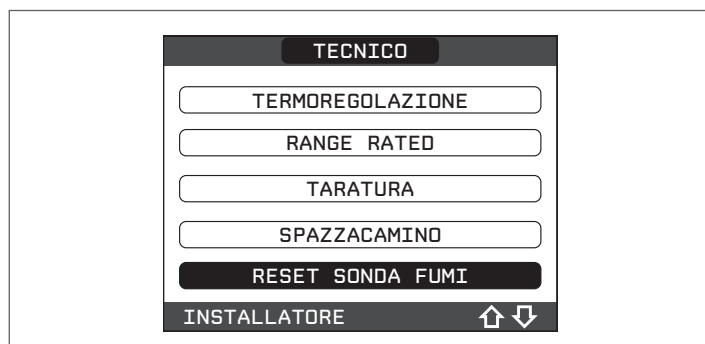 TECNICO
TERMOREGOLAZIONE
RANGE RATED
TARATURA
SPAZZACAMINO
RESET SONDA FUMI
INSTALLATORE